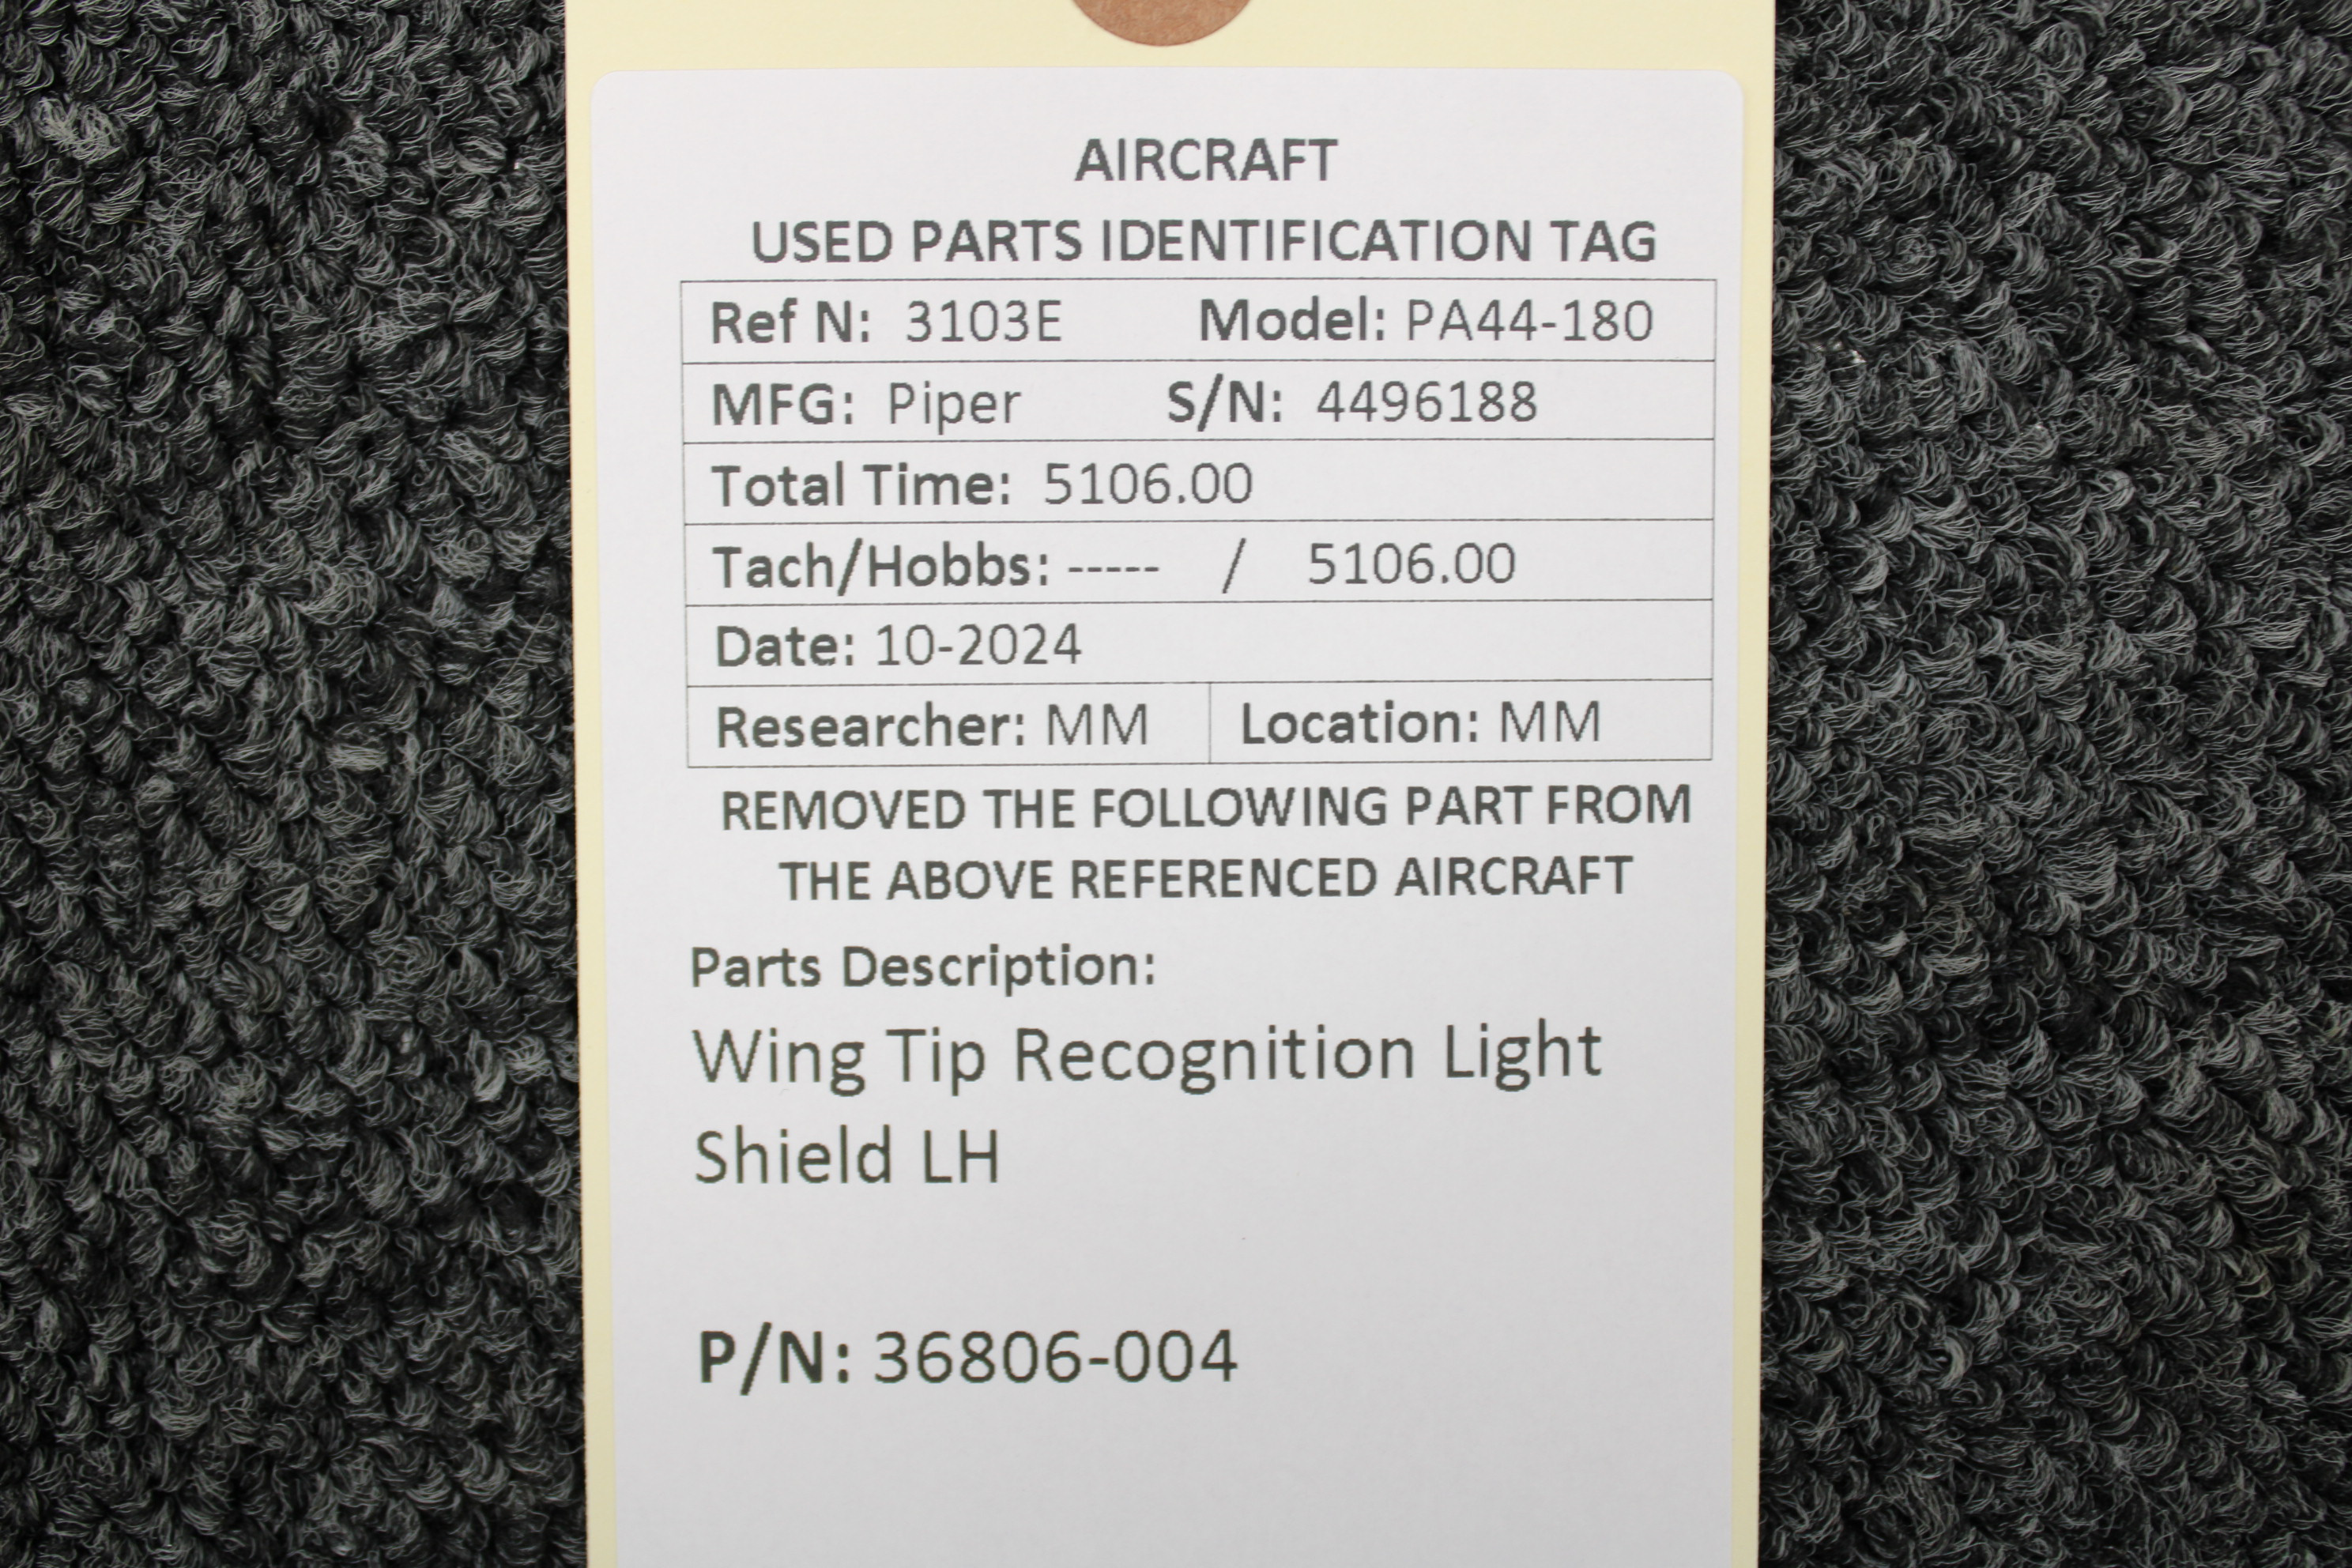 AIRCRAFT
USED PARTS IDENTIFICATION TAG
Ref N: 3103E Model: PA44-180
MFG: Piper S/N: 4496188
Total Time: 5106.00
Tach/Hobbs: ----- / 5106.00
Date: 10-2024
Researcher: MM Location: MM
REMOVED THE FOLLOWING PART FROM
THE ABOVE REFERENCED AIRCRAFT
Parts Description:
Wing Tip Recognition Light
Shield LH
P/N: 36806-004